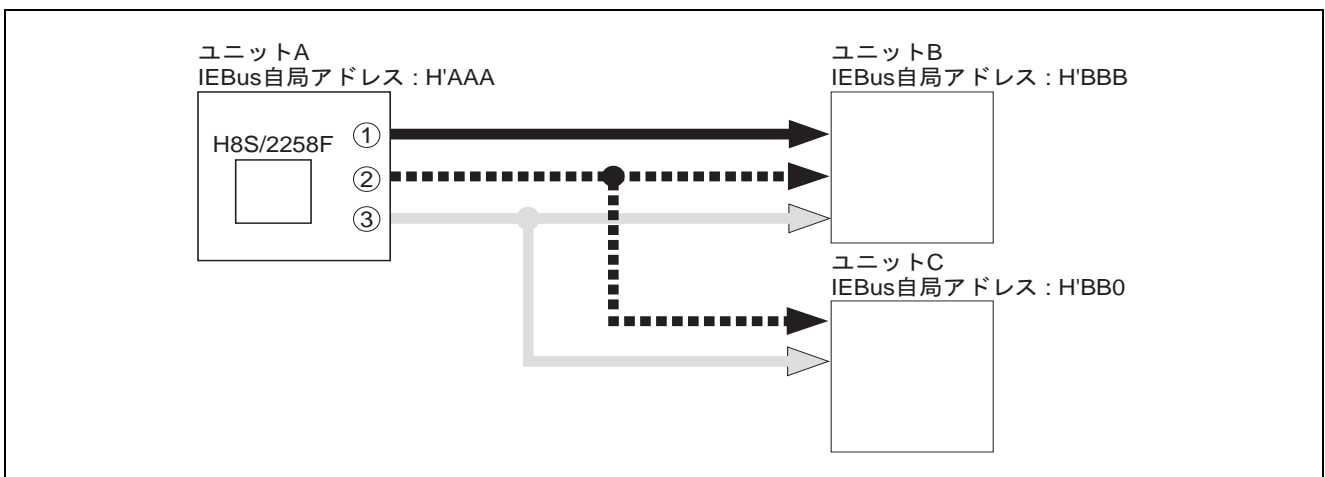 ユニットA
IEBus自局アドレス : H'AAA
H8S/2258F
①
②
③
ユニットB
IEBus自局アドレス : H'BBB
ユニットC
IEBus自局アドレス : H'BB0